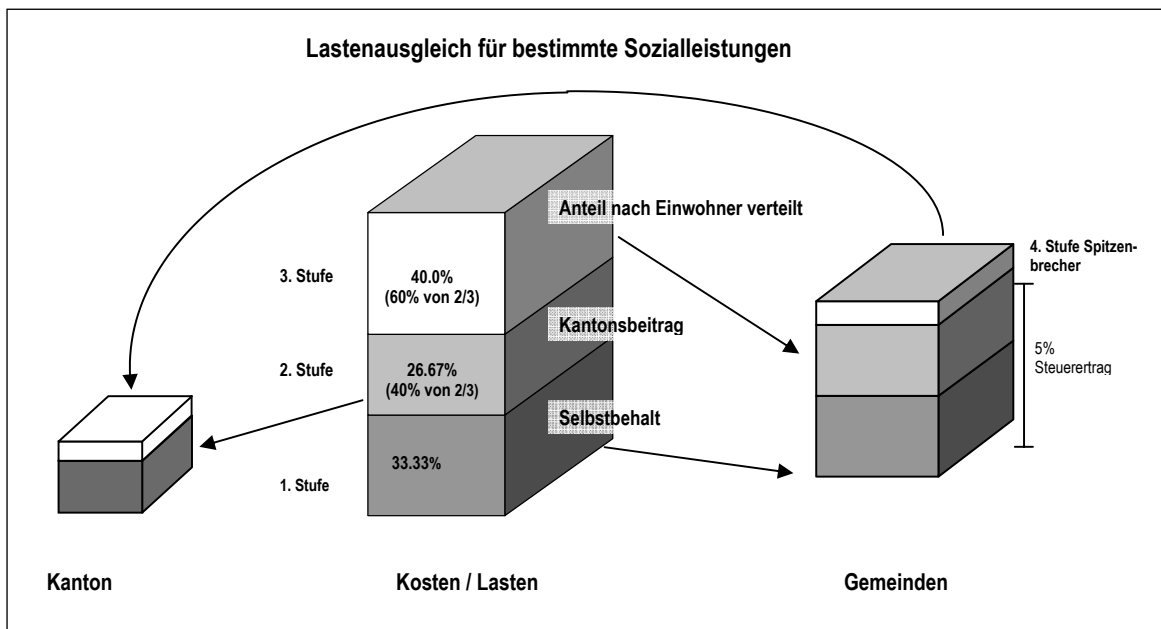 Lastenausgleich für bestimmte Sozialleistungen
Anteil nach Einwohner verteilt
4. Stufe Spitzen-
brecher
3. Stufe
40.0%
(60% von 2/3)
Kantonsbeitrag
5%
Steuerertrag
2. Stufe
26.67%
(40% von 2/3)
Selbstbehalt
33.33%
1. Stufe
Kanton
Kosten / Lasten
Gemeinden